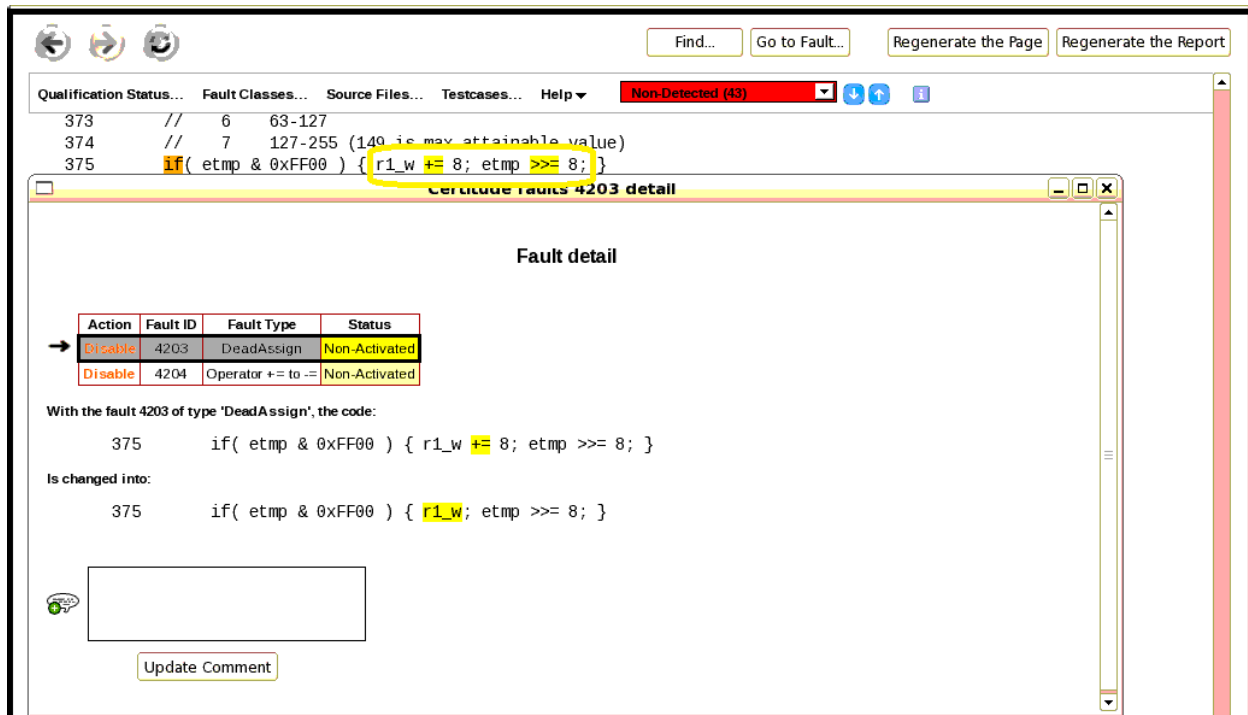 Find... Go to Fault... Regenerate the Page Regenerate the Report
Qualification Status... Fault Classes... Source Files... Testcases... Help Non-Detected (43)
373 // 6 63-127
374 // 7 127-255 (149 is max attainable value)
375 if( etmp & 0xFF00 ) { r1_w += 8; etmp >>= 8; }
Certitude faults 4203 detail
Fault detail
Action Fault ID Fault Type Status
Disable 4203 DeadAssign Non-Activated
Disable 4204 Operator += to -= Non-Activated
With the fault 4203 of type 'DeadAssign', the code:
375 if( etmp & 0xFF00 ) { r1_w += 8; etmp >>= 8; }
Is changed into:
375 if( etmp & 0xFF00 ) { r1_w; etmp >>= 8; }
Update Comment